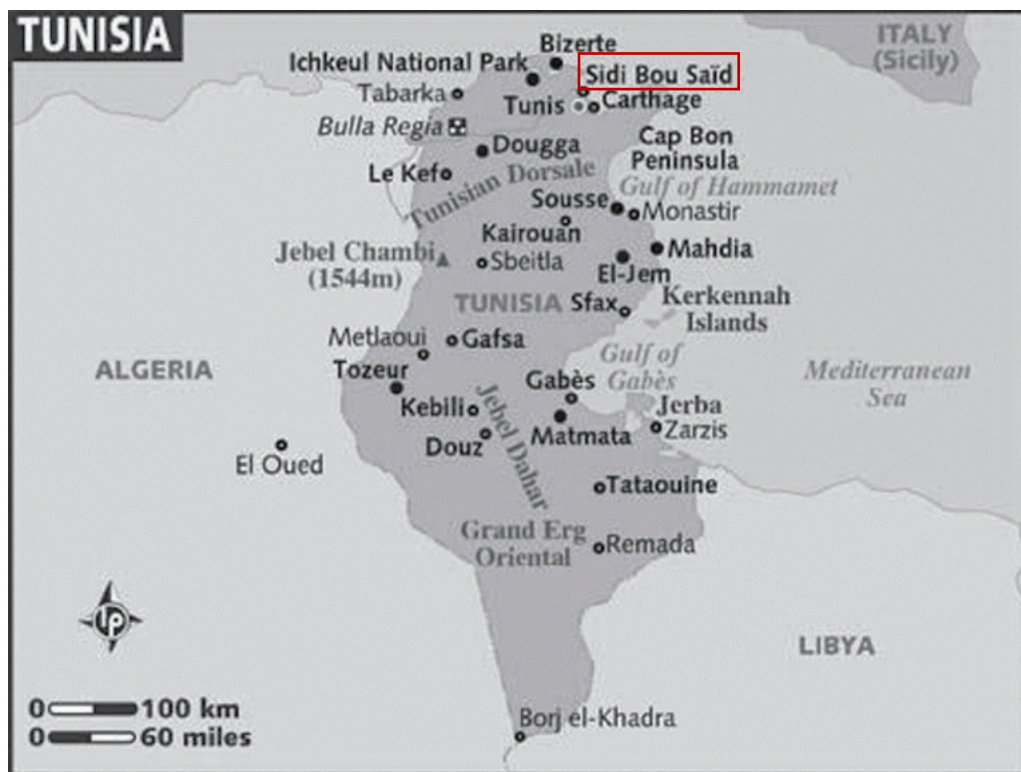 TUNISIA
ITALY
(Sicily)
Bizerte
Ichkeul National Park
Sidi Bou Saïd
Tabarka
Tunis
Carthage
Bulla Regia
Cap Bon
Peninsula
Dougga
Le Kef
Tunisian Dorsale
Gulf of Hammamet
Sousse
Monastir
Kairouan
Jebel Chambi
(1544m)
Mahdia
Sbeitla
El-Jem
TUNISIA
Sfax
Kerkennah
Islands
Metlaoui
Gafsa
Gulf of
Gabès
ALGERIA
Tozeur
Mediterranean
Sea
Gabès
Kebili
Jebel Dahar
Jerba
Matmata
Zarzis
Douz
El Oued
Tataouine
Grand Erg
Oriental
Remada
lp
LIBYA
0 100 km
0 60 miles
Borj el-Khadra